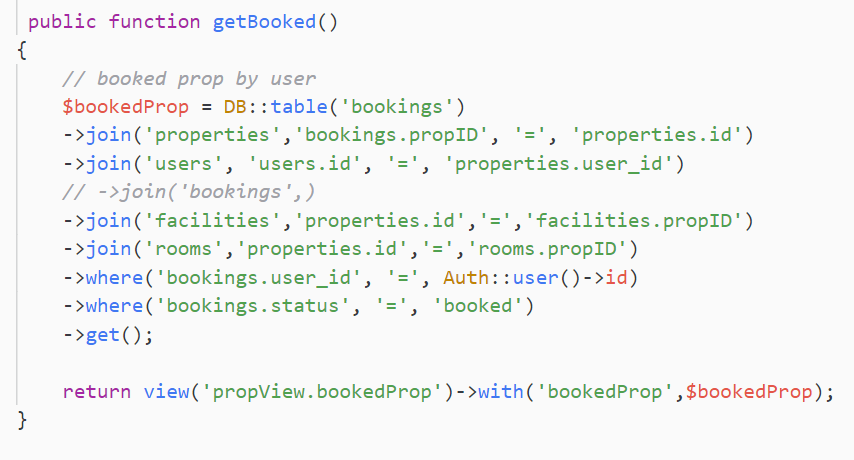 public function getBooked()
{
// booked prop by user
$bookedProp = DB::table('bookings')
->join('properties','bookings.propID', '=', 'properties.id')
->join('users', 'users.id', '=', 'properties.user_id')
// ->join('bookings',)
->join('facilities','properties.id','=','facilities.propID')
->join('rooms','properties.id','=','rooms.propID')
->where('bookings.user_id', '=', Auth::user()->id)
->where('bookings.status', '=', 'booked')
->get();
return view('propView.bookedProp')->with('bookedProp',$bookedProp);
}